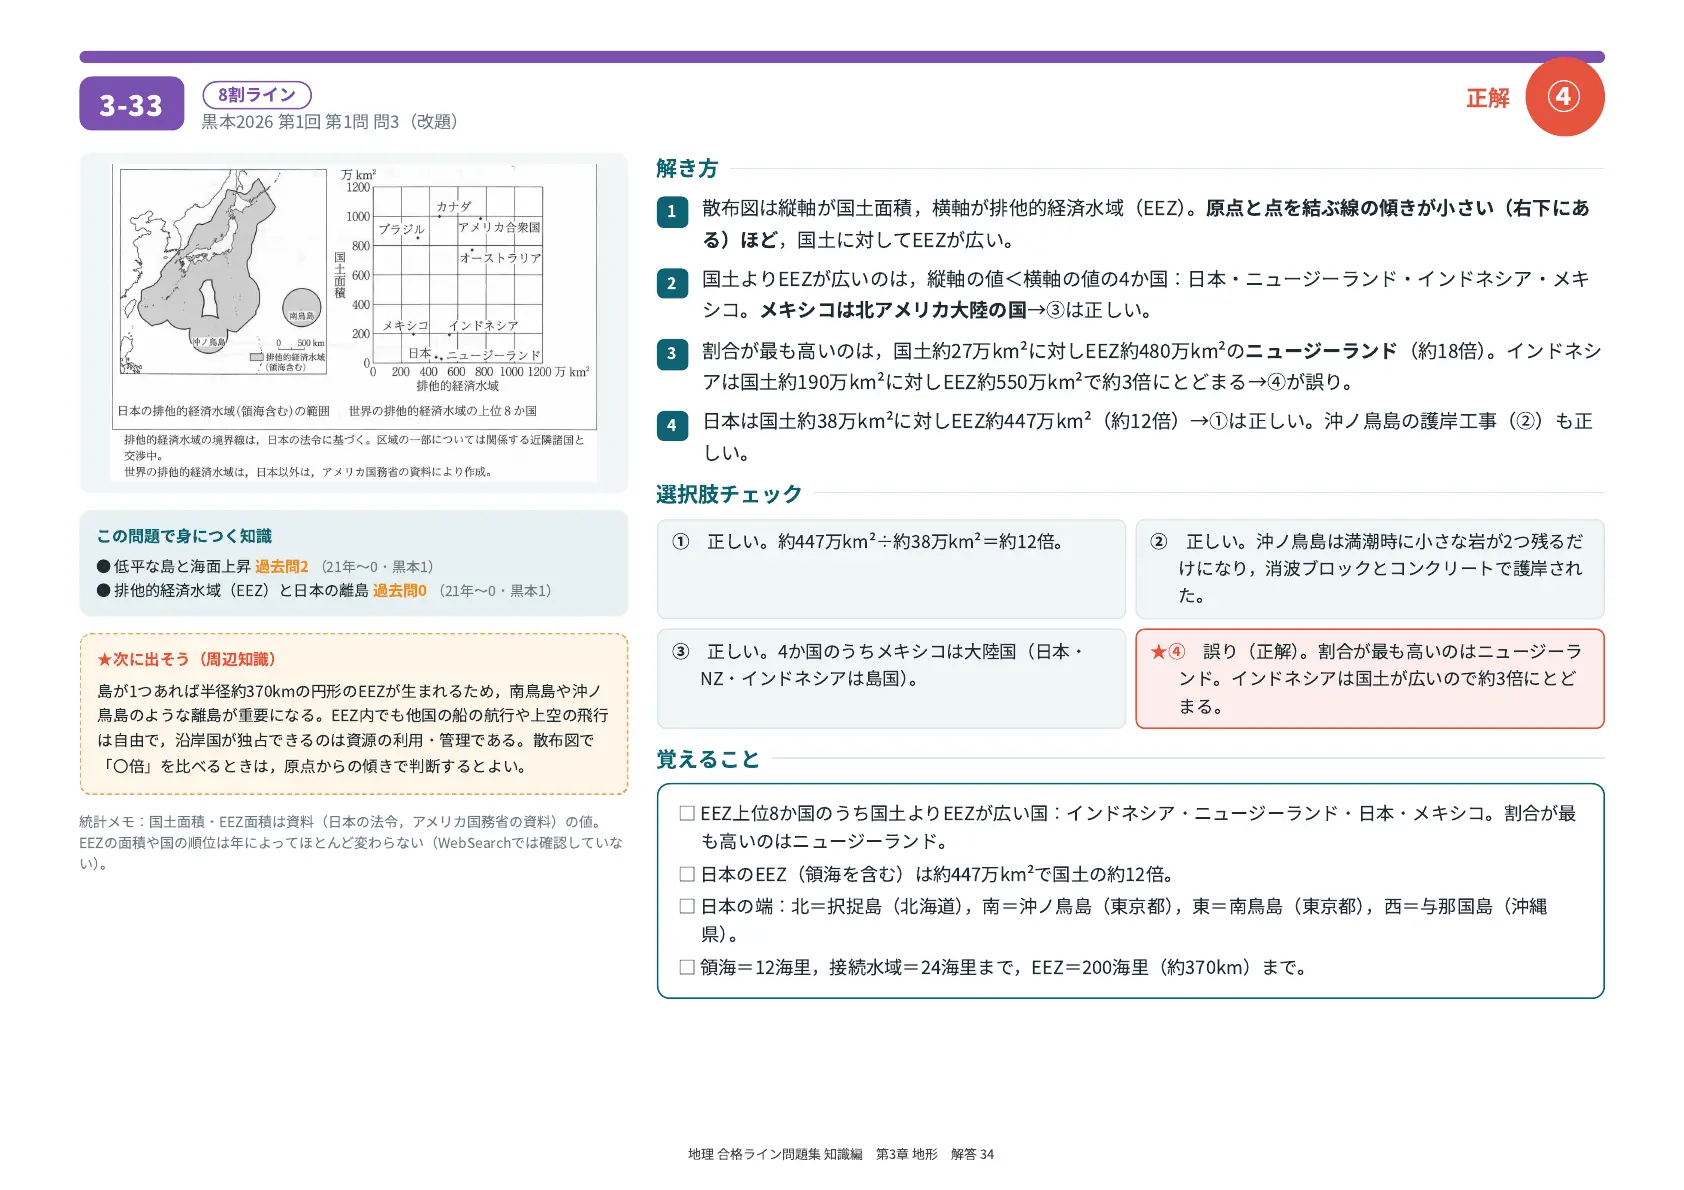 3-33
8割ライン
黒本2026 第1回 第1問 問3（改題）
正解 ④
万 km²
1200
1000
800
600
400
200
0
国土面積
カナダ
ブラジル
アメリカ合衆国
オーストラリア
メキシコ
インドネシア
日本
ニュージーランド
0 200 400 600 800 1000 1200 万 km²
排他的経済水域
南鳥島
沖ノ鳥島
0 500 km
排他的経済水域
（領海含む）
日本の排他的経済水域(領海含む)の範囲
世界の排他的経済水域の上位８か国
排他的経済水域の境界線は，日本の法令に基づく。区域の一部については関係する近隣諸国と
交渉中。
世界の排他的経済水域は，日本以外は，アメリカ国務省の資料により作成。
この問題で身につく知識
●低平な島と海面上昇 過去問2 （21年〜0・黒本1）
●排他的経済水域（EEZ）と日本の離島 過去問0 （21年〜0・黒本1）
★次に出そう（周辺知識）
島が1つあれば半径約370kmの円形のEEZが生まれるため，南鳥島や沖ノ
鳥島のような離島が重要になる。EEZ内でも他国の船の航行や上空の飛行
は自由で，沿岸国が独占できるのは資源の利用・管理である。散布図で
「〇倍」を比べるときは，原点からの傾きで判断するとよい。
統計メモ：国土面積・EEZ面積は資料（日本の法令，アメリカ国務省の資料）の値。
EEZの面積や国の順位は年によってほとんど変わらない（WebSearchでは確認していな
い）。
解き方
1 散布図は縦軸が国土面積，横軸が排他的経済水域（EEZ）。原点と点を結ぶ線の傾きが小さい（右下にあ
る）ほど，国土に対してEEZが広い。
2 国土よりEEZが広いのは，縦軸の値＜横軸の値の4か国：日本・ニュージーランド・インドネシア・メキ
シコ。メキシコは北アメリカ大陸の国→③は正しい。
3 割合が最も高いのは，国土約27万km²に対しEEZ約480万km²のニュージーランド（約18倍）。インドネシ
アは国土約190万km²に対しEEZ約550万km²で約3倍にとどまる→④が誤り。
4 日本は国土約38万km²に対しEEZ約447万km²（約12倍）→①は正しい。沖ノ鳥島の護岸工事（②）も正
しい。
選択肢チェック
① 正しい。約447万km²÷約38万km²＝約12倍。
② 正しい。沖ノ鳥島は満潮時に小さな岩が2つ残るだ
けになり，消波ブロックとコンクリートで護岸され
た。
③ 正しい。4か国のうちメキシコは大陸国（日本・
NZ・インドネシアは島国）。
★④ 誤り（正解）。割合が最も高いのはニュージーラ
ンド。インドネシアは国土が広いので約3倍にとど
まる。
覚えること
□ EEZ上位8か国のうち国土よりEEZが広い国：インドネシア・ニュージーランド・日本・メキシコ。割合が最
も高いのはニュージーランド。
□ 日本のEEZ（領海を含む）は約447万km²で国土の約12倍。
□ 日本の端：北＝択捉島（北海道），南＝沖ノ鳥島（東京都），東＝南鳥島（東京都），西＝与那国島（沖縄
県）。
□ 領海＝12海里，接続水域＝24海里まで，EEZ＝200海里（約370km）まで。
地理 合格ライン問題集 知識編　第3章 地形　解答 34